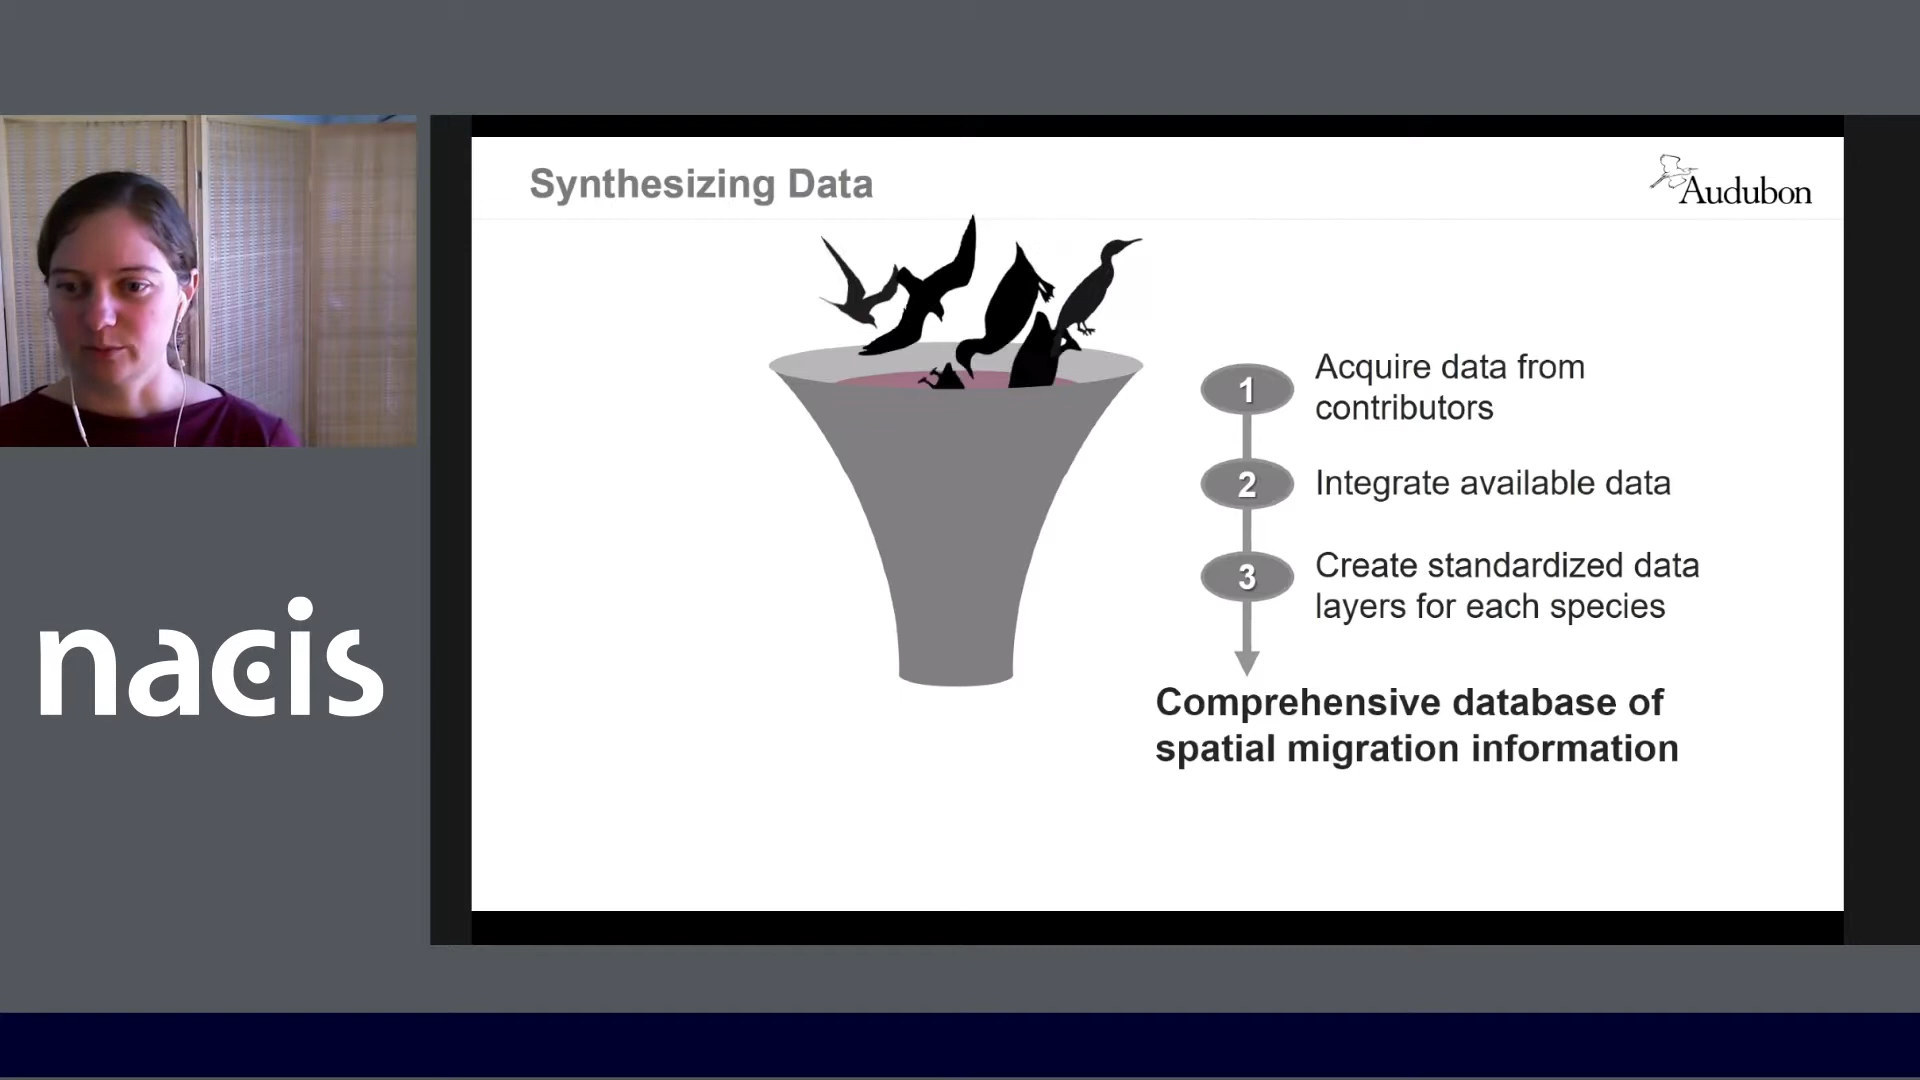 Synthesizing Data
Audubon
1
Acquire data from
contributors
2
Integrate available data
3
Create standardized data
layers for each species
Comprehensive database of
spatial migration information
nacis